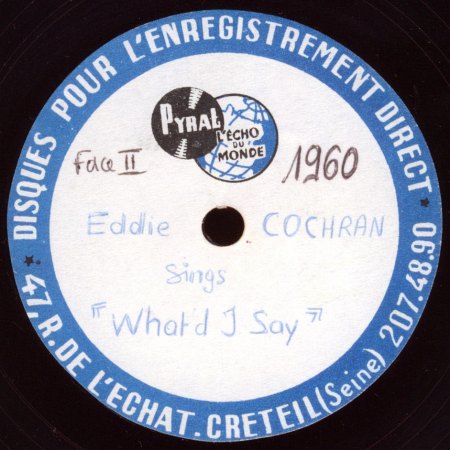 DISQUES POUR L'ENREGISTREMENT DIRECT
PYRAL
L'ÉCHO
DU
MONDE
Face II
1960
Eddie COCHRAN
Sings
"What'd I Say"
47, R. DE L'ECHAT. CRETEIL (Seine) 207.48.90